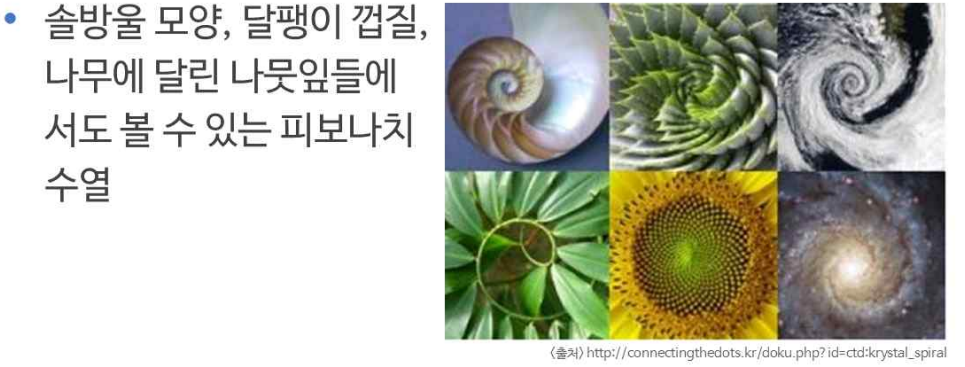 • 솔방울 모양, 달팽이 껍질,
나무에 달린 나뭇잎들에
서도 볼 수 있는 피보나치
수열
<출처> http://connectingthedots.kr/doku.php?id=ctd:krystal_spiral